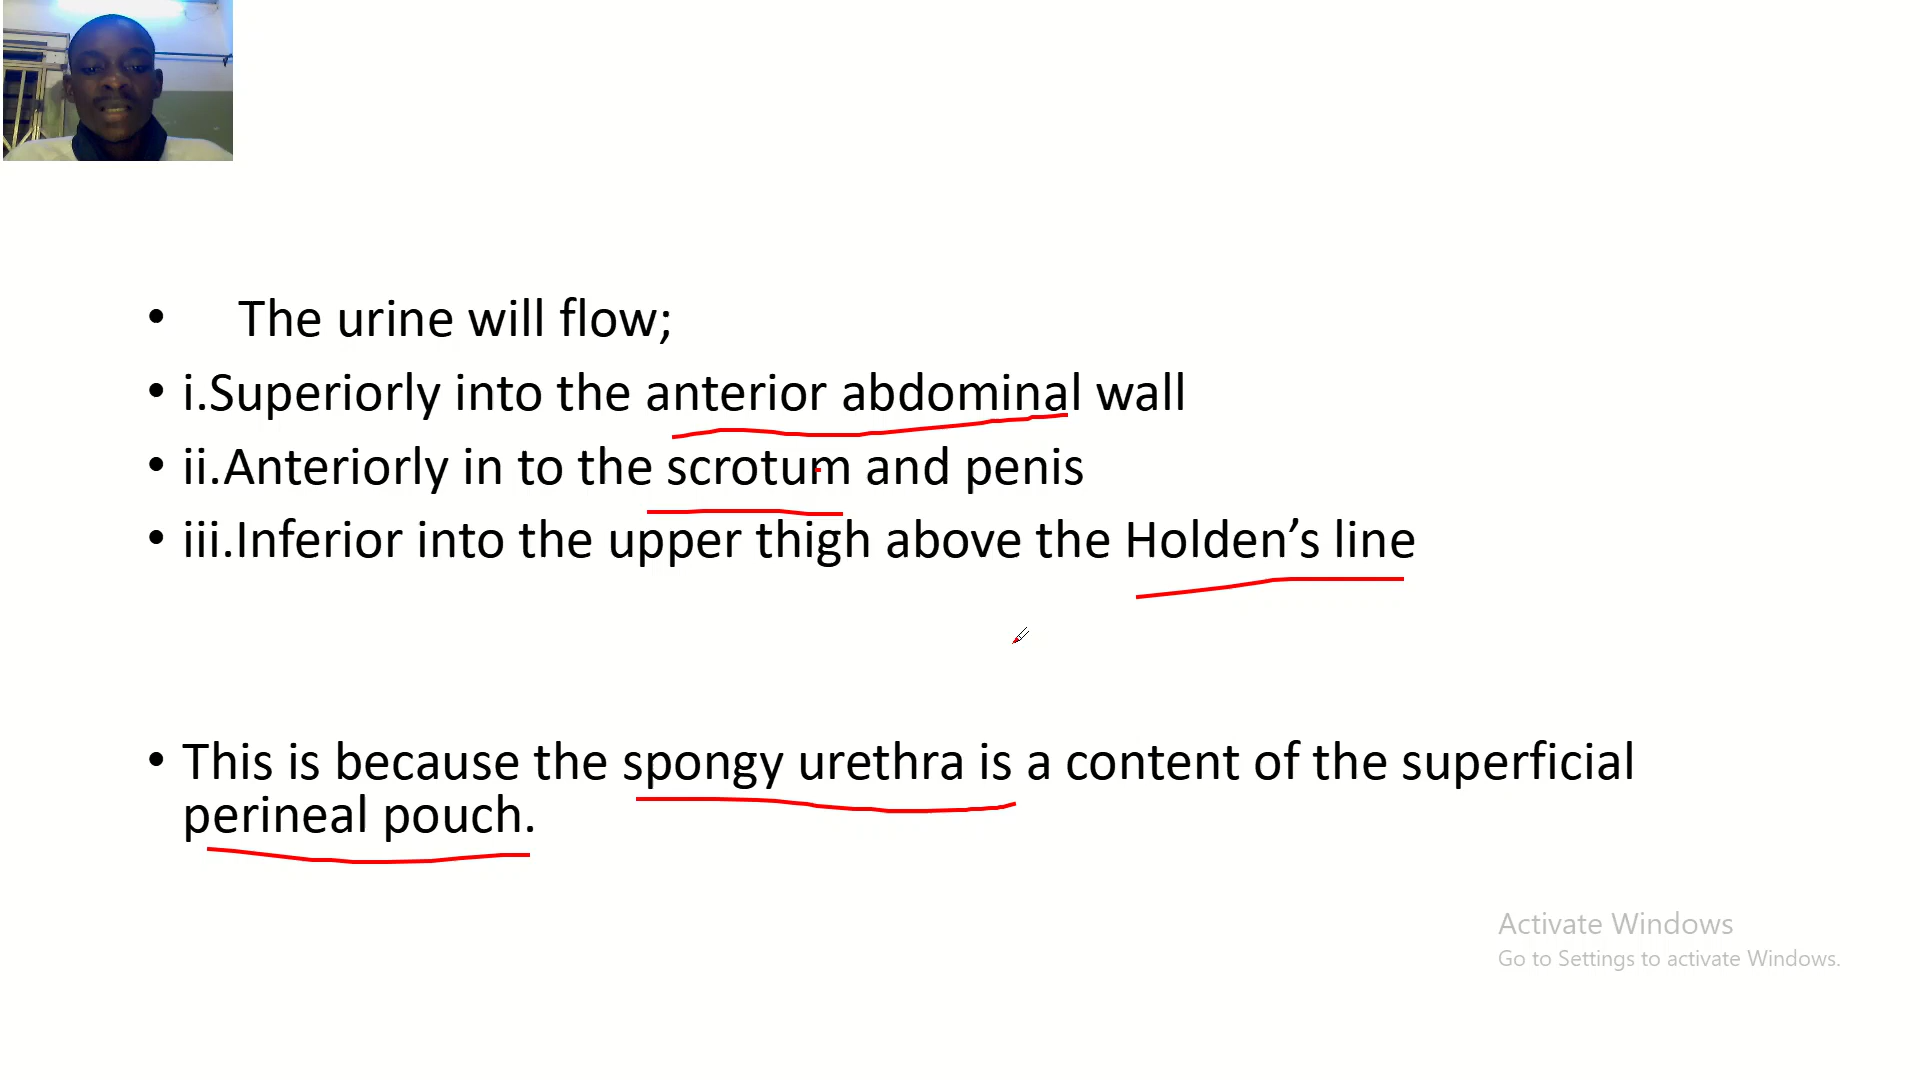 • The urine will flow;
• i.Superiorly into the anterior abdominal wall
• ii.Anteriorly in to the scrotum and penis
• iii.Inferior into the upper thigh above the Holden’s line
• This is because the spongy urethra is a content of the superficial
perineal pouch.
Activate Windows
Go to Settings to activate Windows.